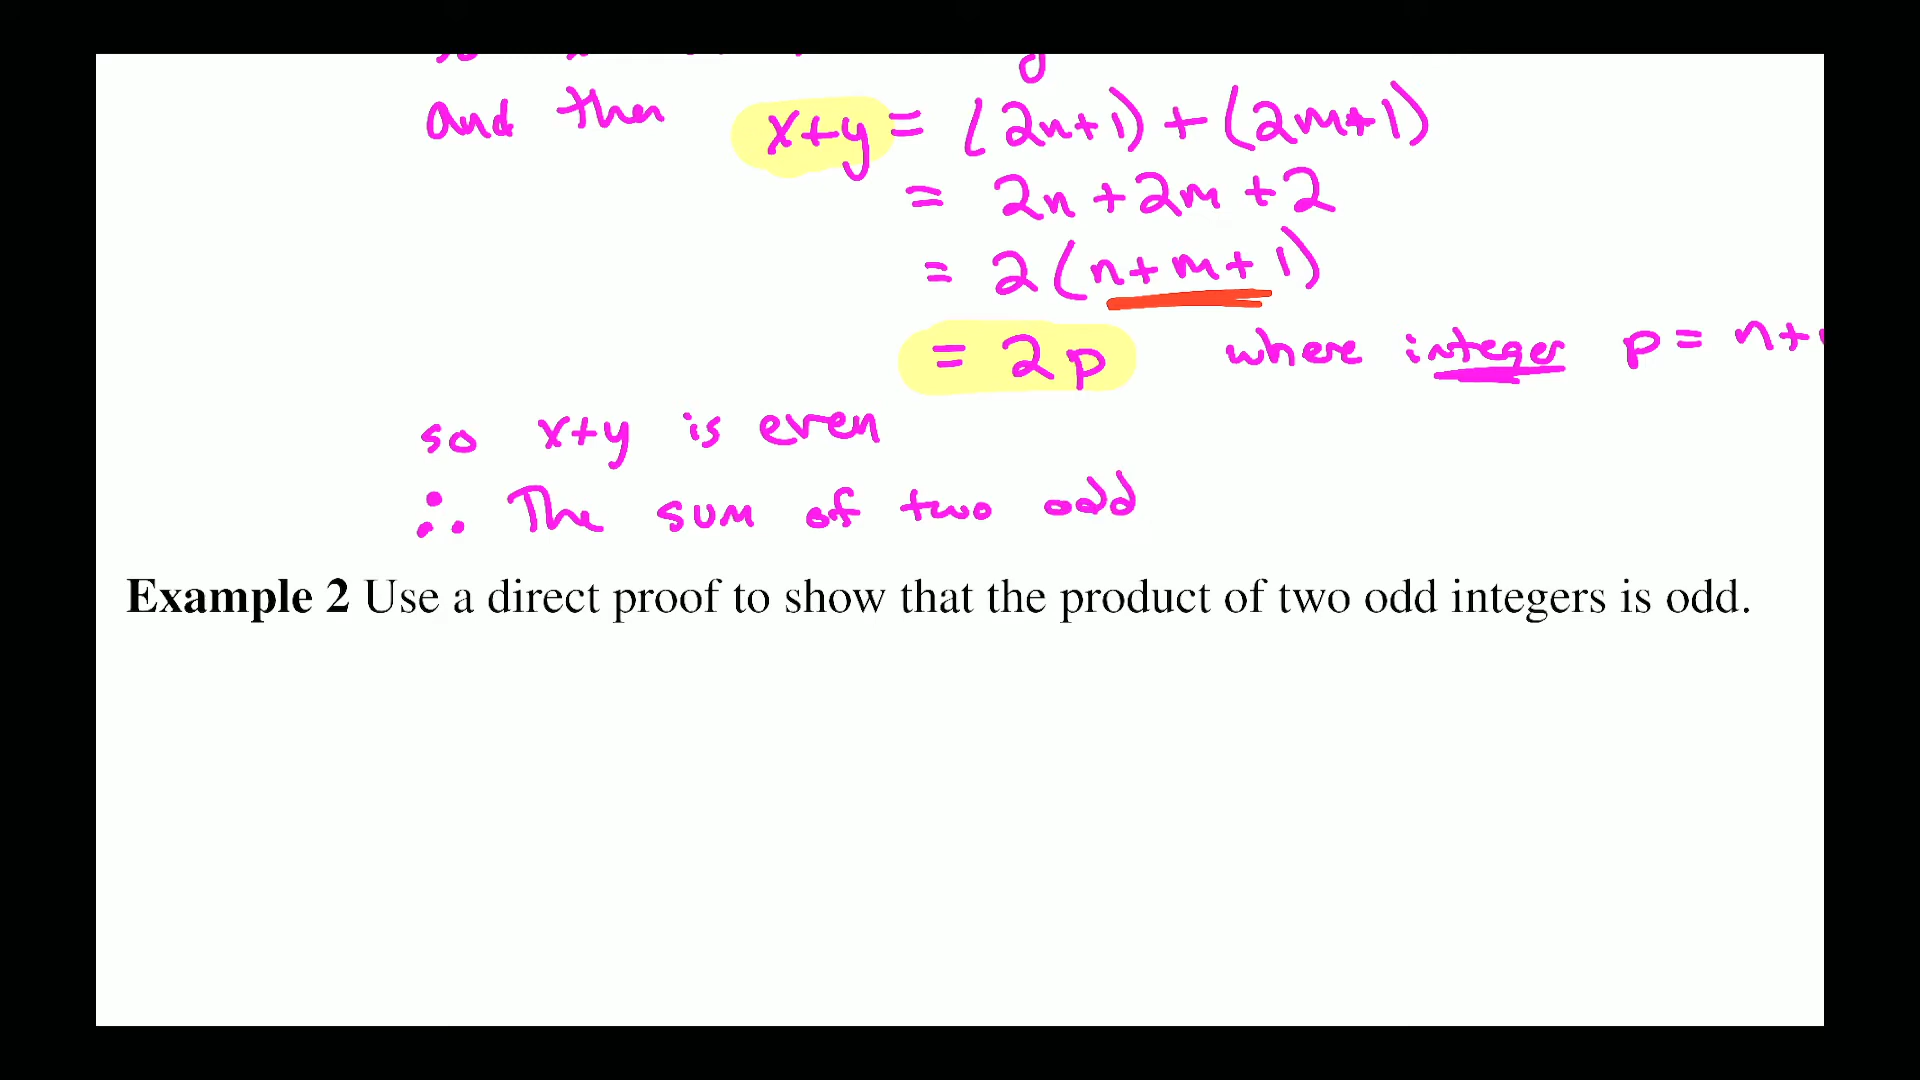 and then x+y = (2n+1) + (2m+1)
= 2n + 2m + 2
= 2 (n+m+1)
= 2p where integer p = n+
so x+y is even
∴ The sum of two odd
Example 2 Use a direct proof to show that the product of two odd integers is odd.